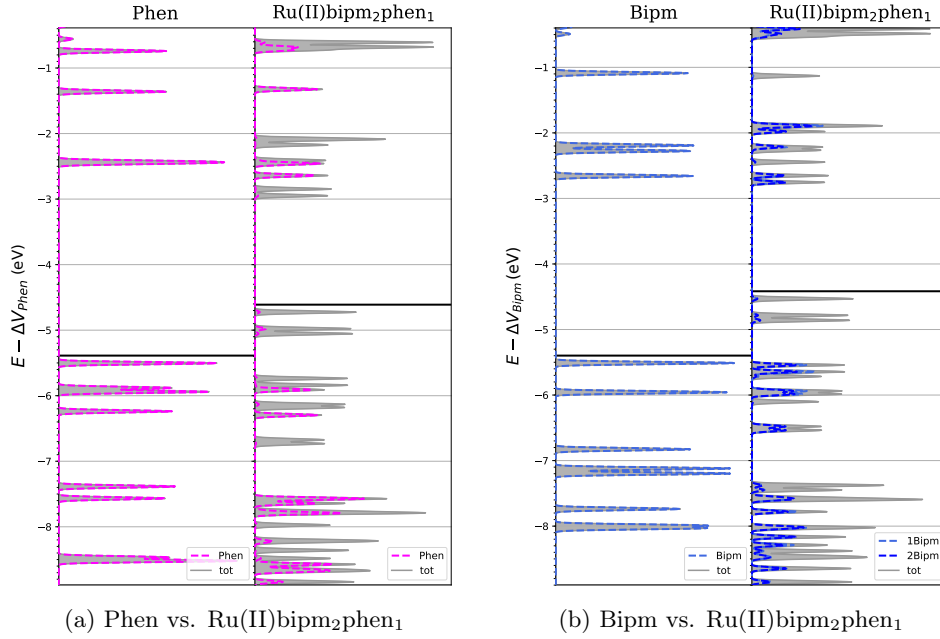 Phen
Ru(II)bipm₂phen₁
Bipm
Ru(II)bipm₂phen₁
E − ΔV_Phen (eV)
−1
−2
−3
−4
−5
−6
−7
−8
Phen
tot
Phen
tot
E − ΔV_Bipm (eV)
−1
−2
−3
−4
−5
−6
−7
−8
Bipm
tot
1Bipm
2Bipm
tot
(a) Phen vs. Ru(II)bipm₂phen₁
(b) Bipm vs. Ru(II)bipm₂phen₁